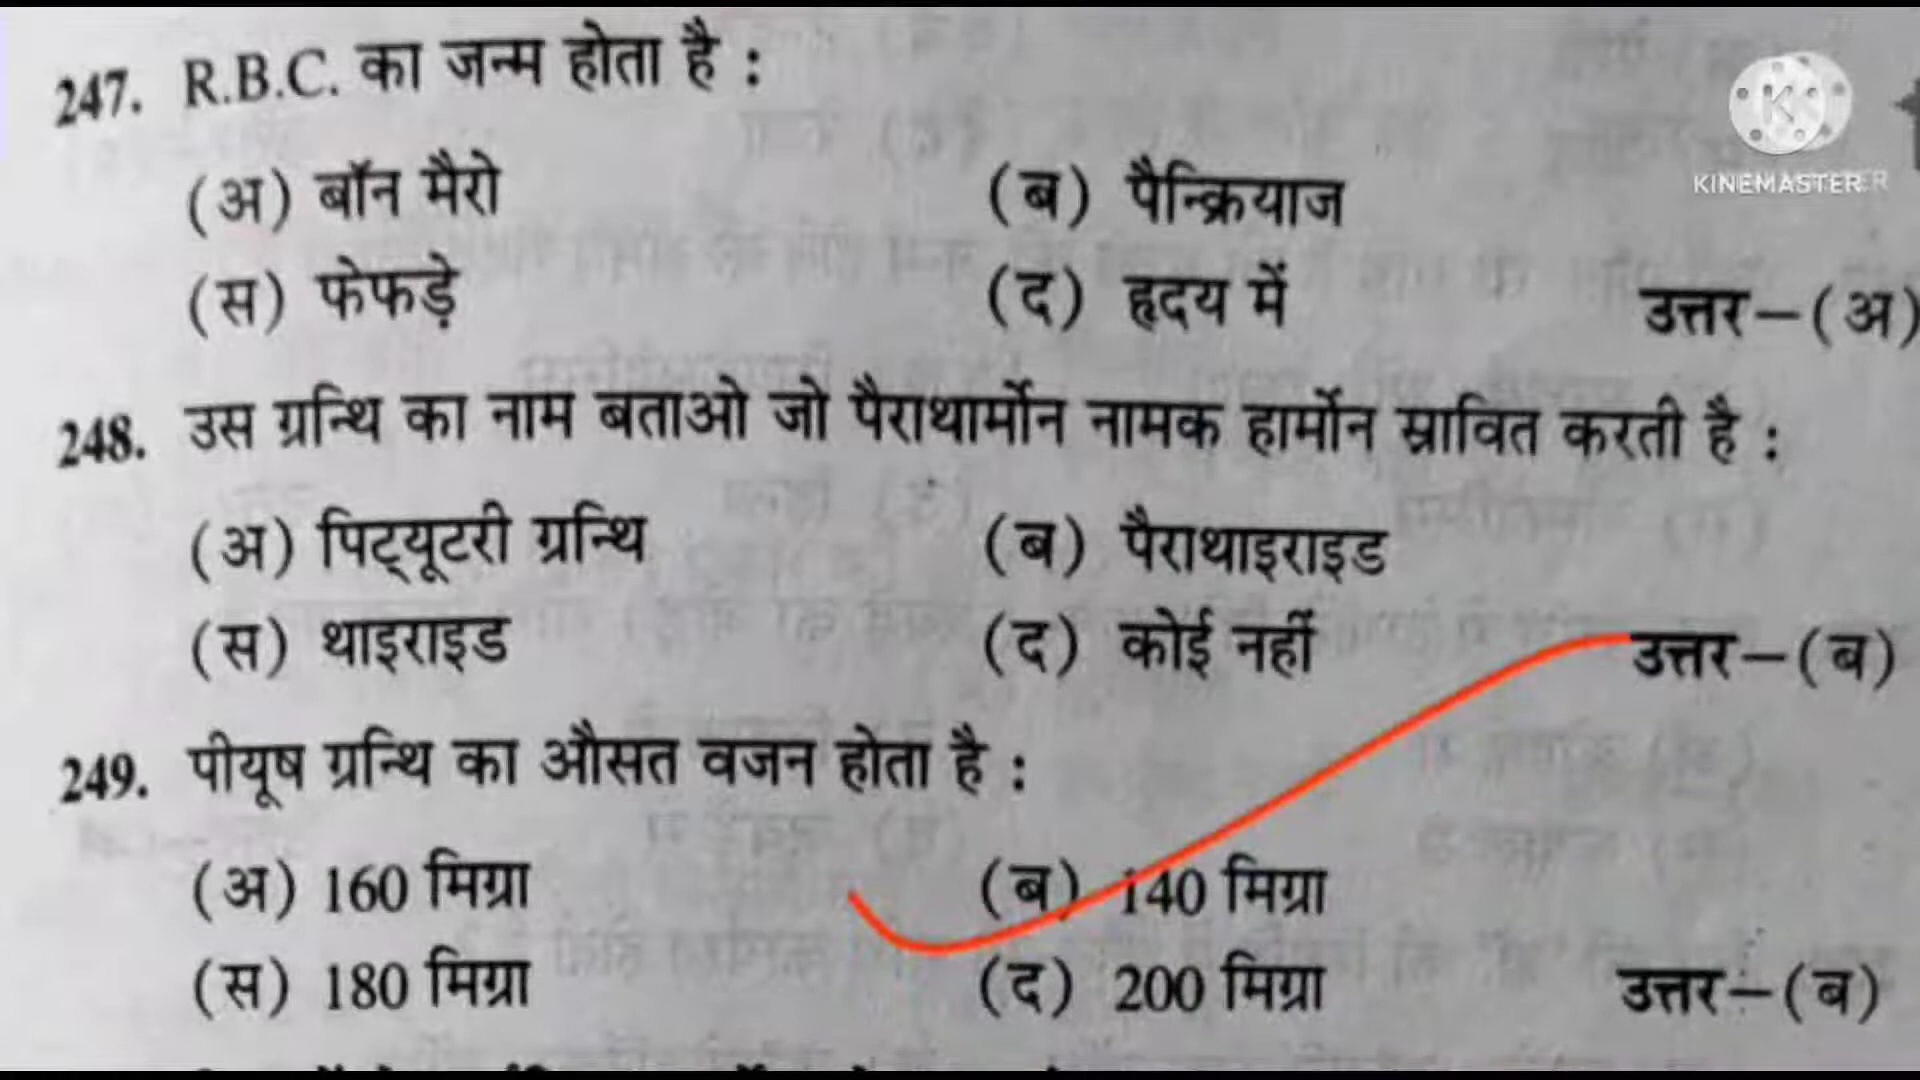 247. R.B.C. का जन्म होता है :
KINEMASTER
(अ) बॉन मैरो (ब) पैन्क्रियाज
(स) फेफड़े (द) हृदय में उत्तर–(अ)
248. उस ग्रन्थि का नाम बताओ जो पैराथार्मोन नामक हार्मोन स्रावित करती है :
(अ) पिट्यूटरी ग्रन्थि (ब) पैराथाइराइड
(स) थाइराइड (द) कोई नहीं उत्तर–(ब)
249. पीयूष ग्रन्थि का औसत वजन होता है :
(अ) 160 मिग्रा (ब) 140 मिग्रा
(स) 180 मिग्रा (द) 200 मिग्रा उत्तर–(ब)